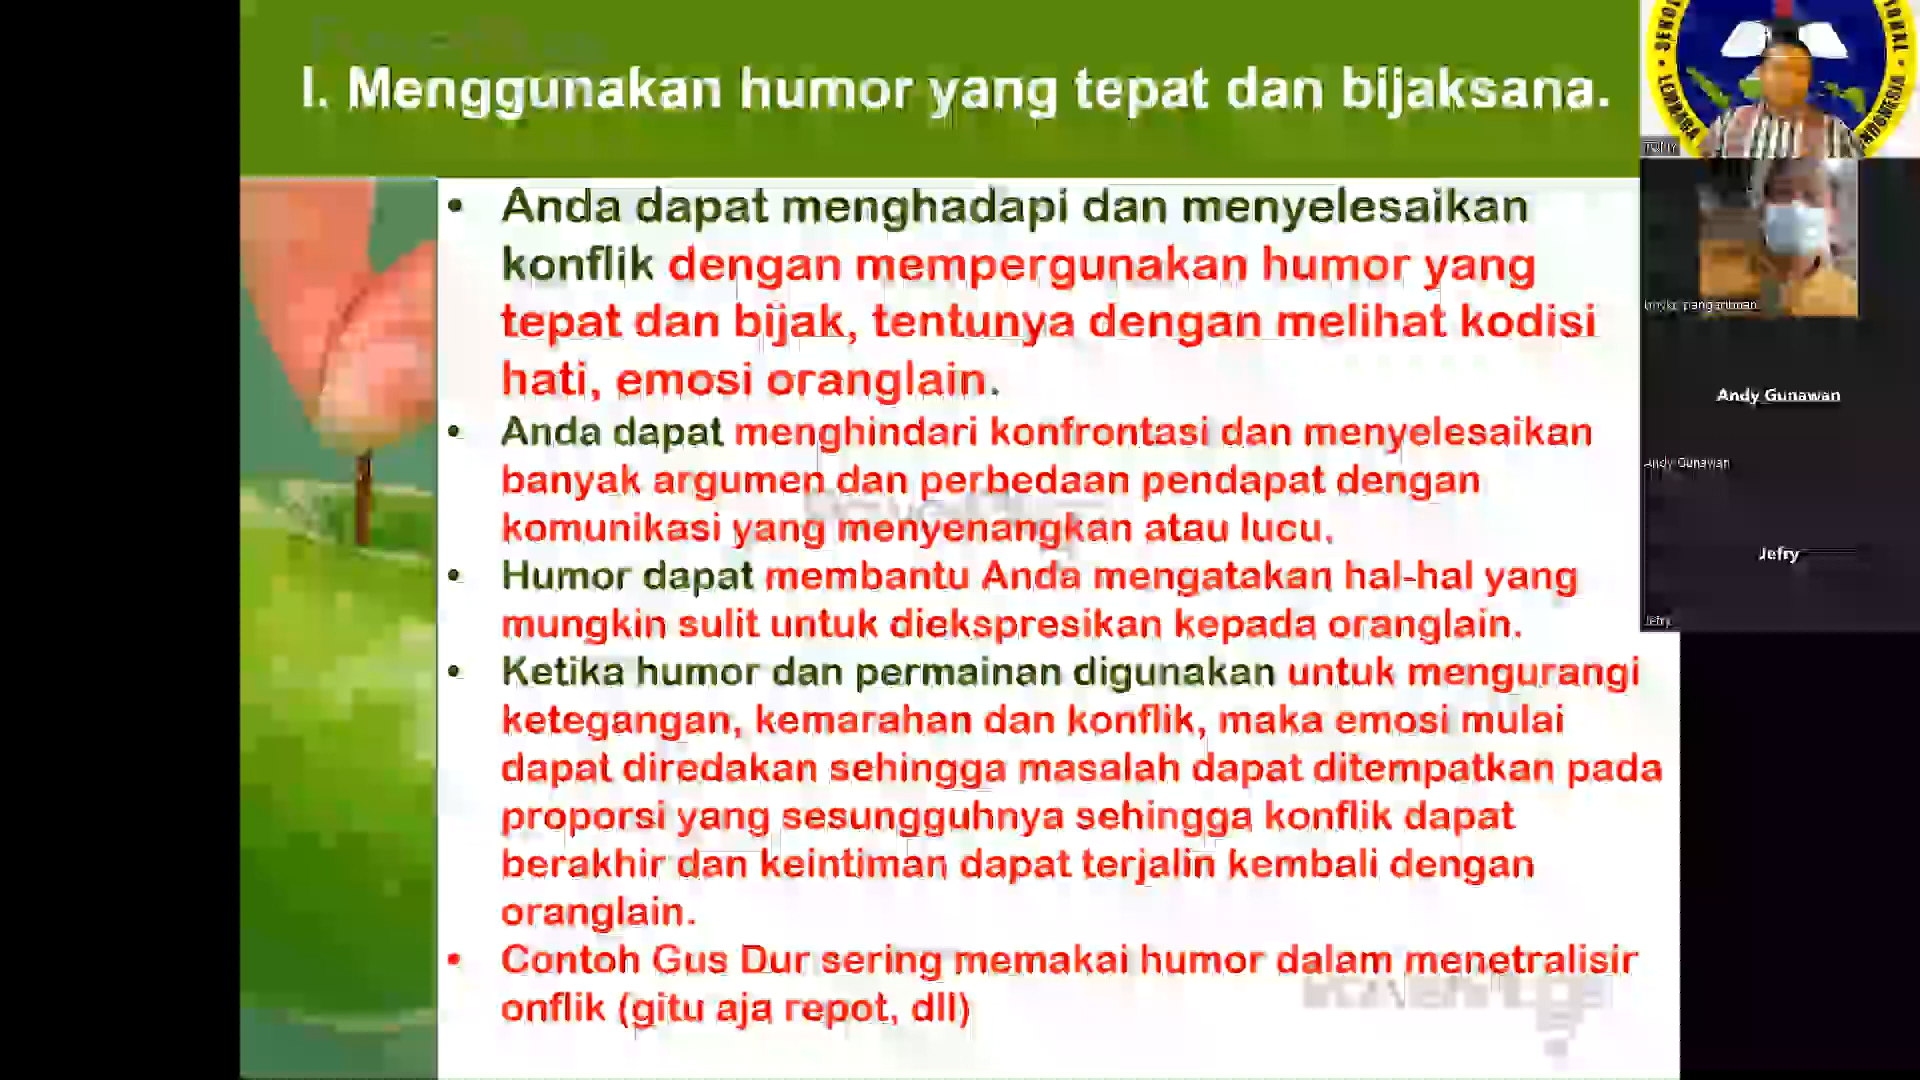 I. Menggunakan humor yang tepat dan bijaksana.
• Anda dapat menghadapi dan menyelesaikan
konflik dengan mempergunakan humor yang
tepat dan bijak, tentunya dengan melihat kodisi
hati, emosi oranglain.
• Anda dapat menghindari konfrontasi dan menyelesaikan
banyak argumen dan perbedaan pendapat dengan
komunikasi yang menyenangkan atau lucu.
• Humor dapat membantu Anda mengatakan hal-hal yang
mungkin sulit untuk diekspresikan kepada oranglain.
• Ketika humor dan permainan digunakan untuk mengurangi
ketegangan, kemarahan dan konflik, maka emosi mulai
dapat diredakan sehingga masalah dapat ditempatkan pada
proporsi yang sesungguhnya sehingga konflik dapat
berakhir dan keintiman dapat terjalin kembali dengan
oranglain.
• Contoh Gus Dur sering memakai humor dalam menetralisir
onflik (gitu aja repot, dll)
LEMBAGA
Andy Gunawan
Andy Gunawan
Jefry
Jefry